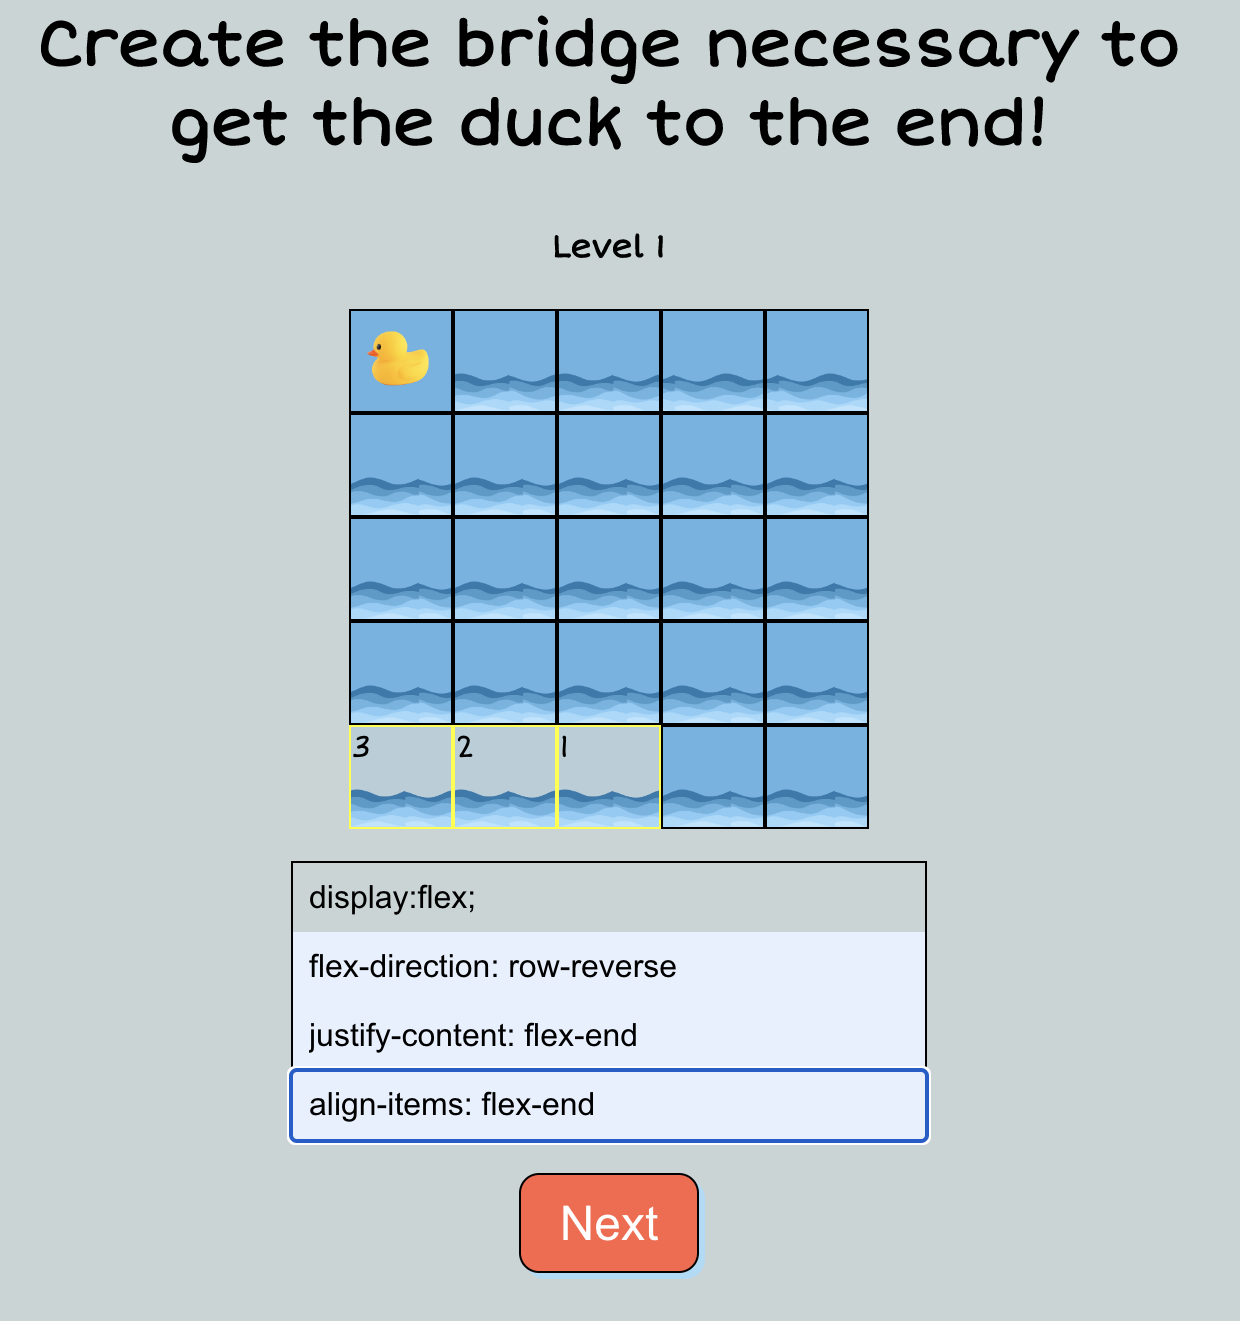 Create the bridge necessary to
get the duck to the end!
Level 1
3 2 1
display:flex;
flex-direction: row-reverse
justify-content: flex-end
align-items: flex-end
Next